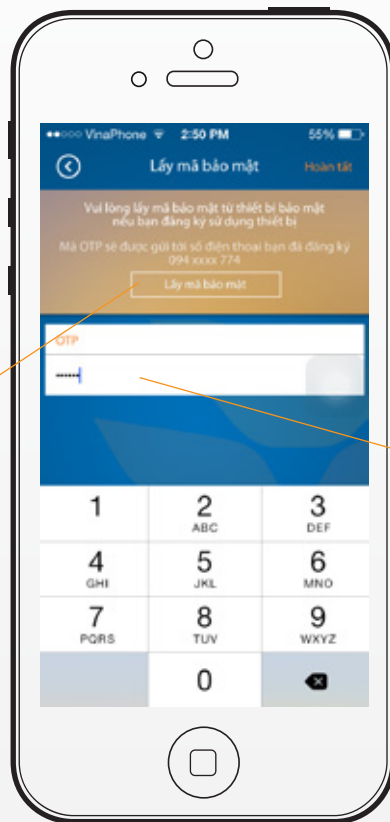 VinaPhone 2:50 PM 55%
Lấy mã bảo mật Hoàn tất
Vui lòng lấy mã bảo mật từ thiết bị bảo mật
nếu bạn đăng ký sử dụng thiết bị
Mã OTP sẽ được gửi tới số điện thoại bạn đã đăng ký
094 xxxx 774
Lấy mã bảo mật
OTP
1 2 3
ABC DEF
4 5 6
GHI JKL MNO
7 8 9
PQRS TUV WXYZ
0